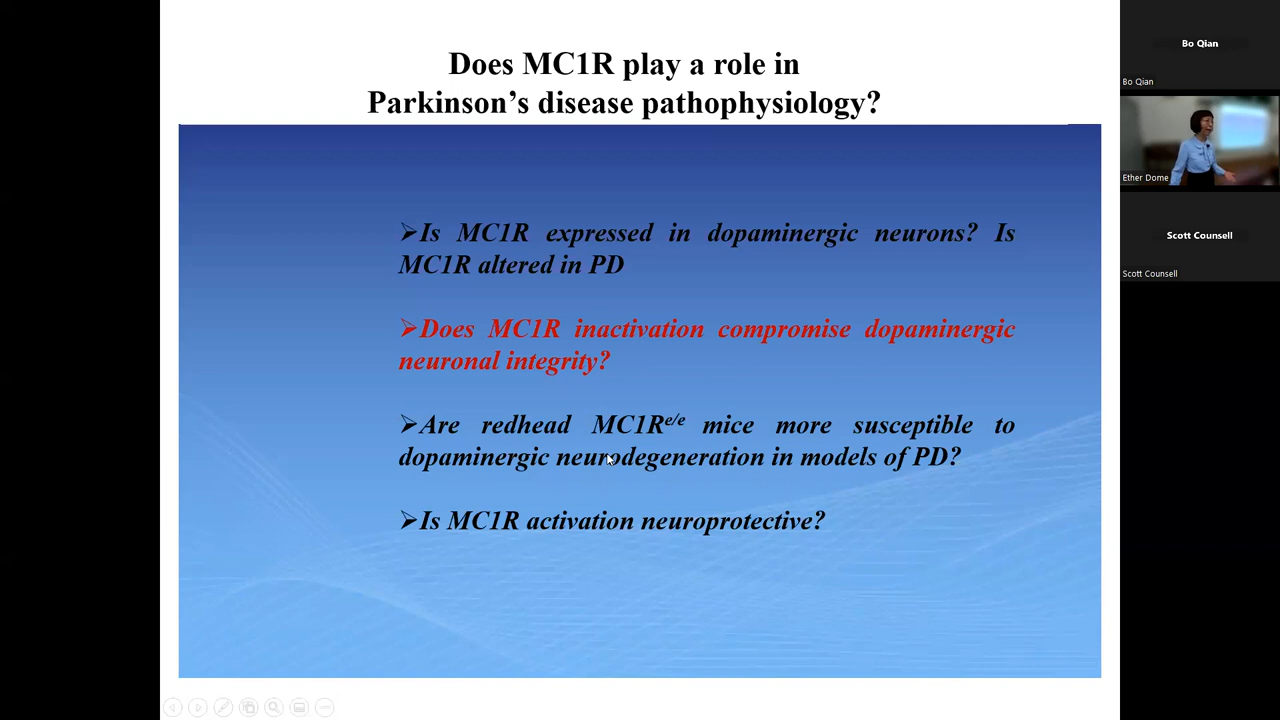 Does MC1R play a role in
Parkinson's disease pathophysiology?
➢Is MC1R expressed in dopaminergic neurons? Is
MC1R altered in PD
➢Does MC1R inactivation compromise dopaminergic
neuronal integrity?
➢Are redhead MC1Re/e mice more susceptible to
dopaminergic neurodegeneration in models of PD?
➢Is MC1R activation neuroprotective?
Bo Qian
Bo Qian
Ether Dome
Scott Counsell
Scott Counsell